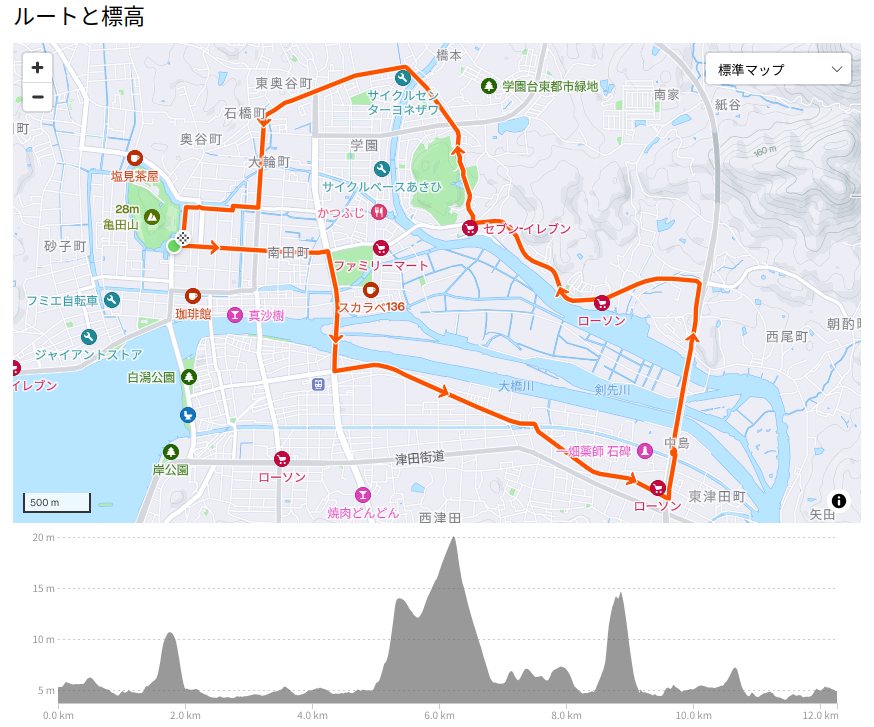 ルートと標高
+
−
標準マップ
橋本
東奥谷町
サイクルセン
ターヨネザワ
学園台東都市緑地
南家
紙谷
石橋町
町
奥谷町
学園
160 m
大輪町
塩見茶屋
サイクルベースあさひ
28m
亀田山
かつふじ
セブン-イレブン
砂子町
南田町
ファミリーマート
フミエ自転車
珈琲館
真沙樹
スカラベ136
ローソン
朝酌町
西尾町
ジャイアントストア
イレブン
白潟公園
大橋川
剣先川
一畑薬師 石碑
中島
津田街道
岸公園
ローソン
ローソン
東津田町
500 m
焼肉どんどん
西津田
矢田
20 m
15 m
10 m
5 m
0.0 km
2.0 km
4.0 km
6.0 km
8.0 km
10.0 km
12.0 km